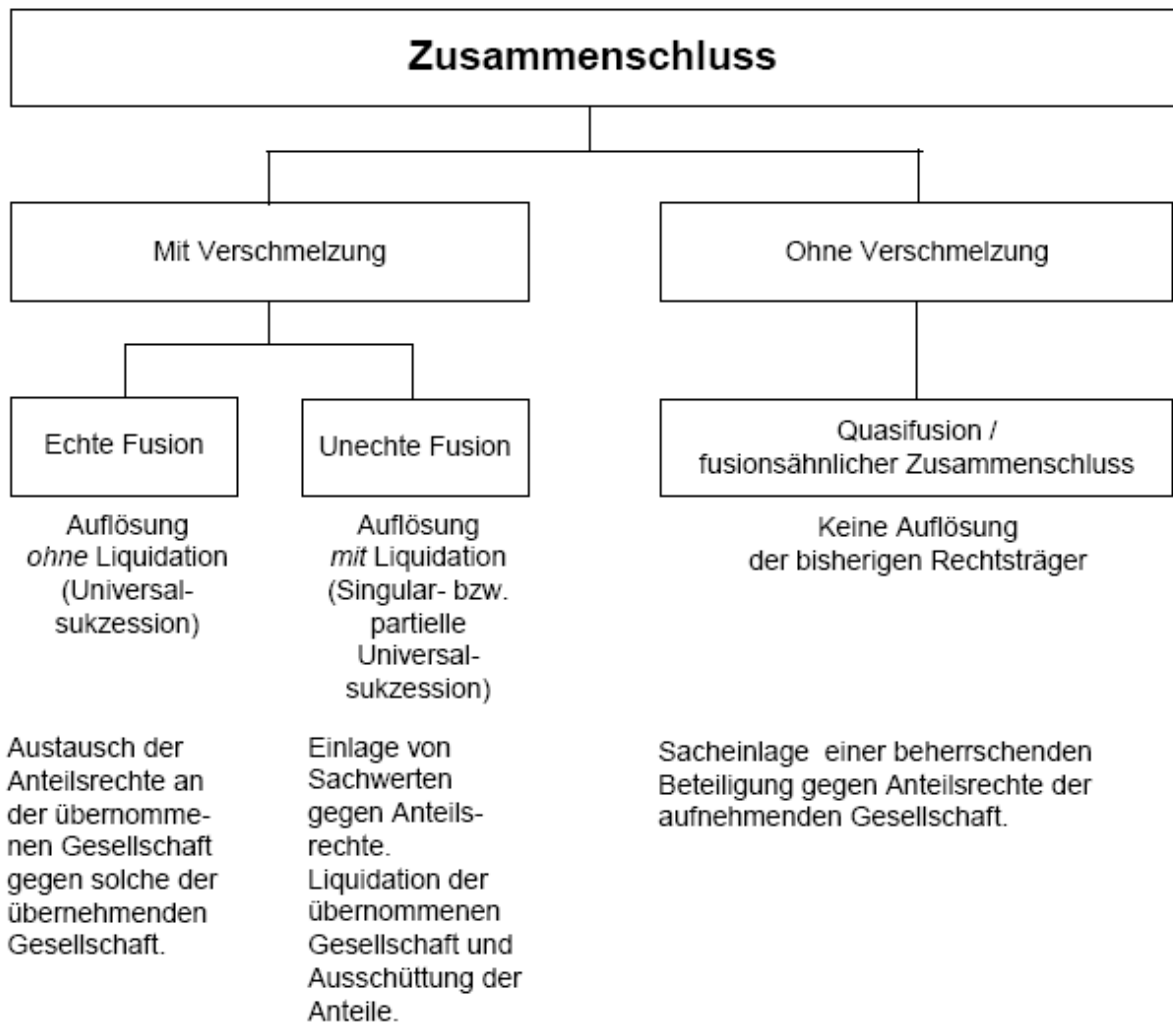 Zusammenschluss
Mit Verschmelzung
Ohne Verschmelzung
Echte Fusion
Unechte Fusion
Quasifusion /
fusionsähnlicher Zusammenschluss
Auflösung
ohne Liquidation
(Universal-
sukzession)
Auflösung
mit Liquidation
(Singular- bzw.
partielle
Universal-
sukzession)
Keine Auflösung
der bisherigen Rechtsträger
Austausch der
Anteilsrechte an
der übernomme-
nen Gesellschaft
gegen solche der
übernehmenden
Gesellschaft.
Einlage von
Sachwerten
gegen Anteils-
rechte.
Liquidation der
übernommenen
Gesellschaft und
Ausschüttung der
Anteile.
Sacheinlage einer beherrschenden
Beteiligung gegen Anteilsrechte der
aufnehmenden Gesellschaft.